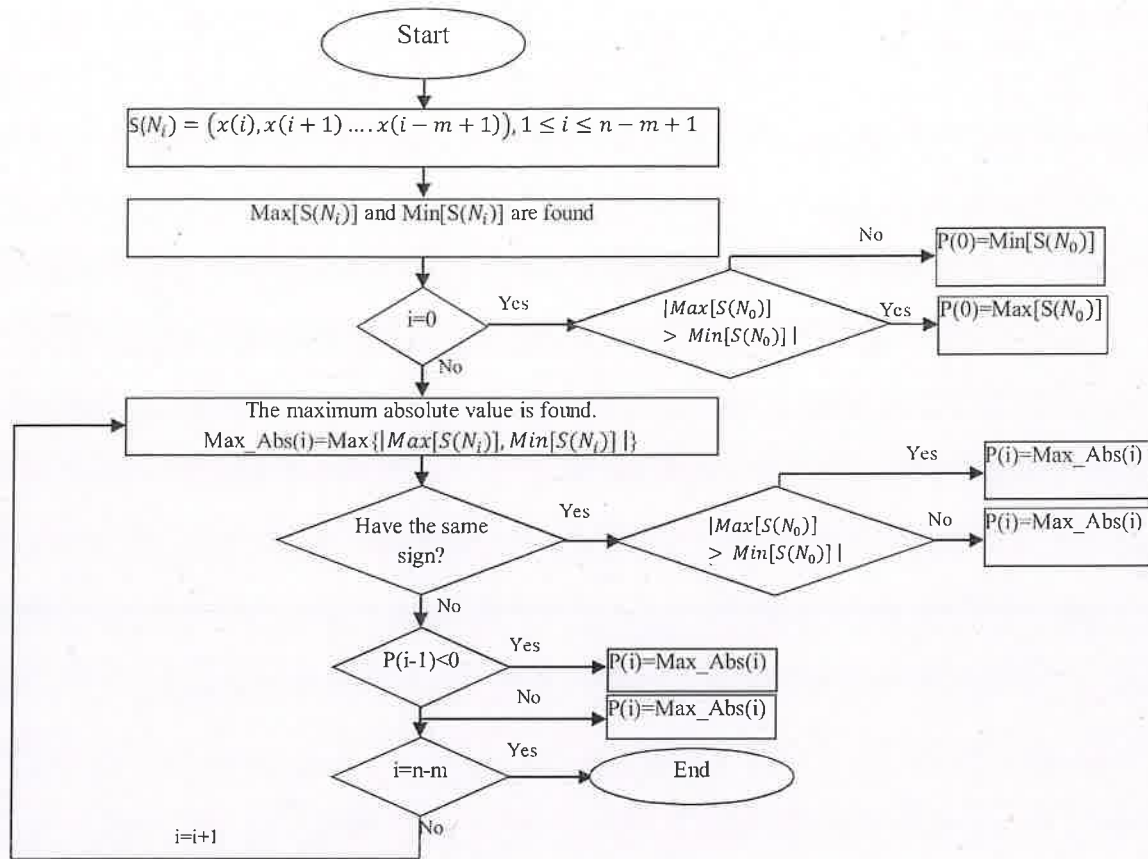 Start
S(N_i) = (x(i), x(i + 1) .... x(i − m + 1)), 1 ≤ i ≤ n − m + 1
Max[S(N_i)] and Min[S(N_i)] are found
No
P(0)=Min[S(N_0)]
i=0
Yes
|Max[S(N_0)]
> Min[S(N_0)] |
Yes
P(0)=Max[S(N_0)]
No
The maximum absolute value is found.
Max_Abs(i)=Max{|Max[S(N_i)], Min[S(N_i) |}
Yes
P(i)=Max_Abs(i)
Have the same
sign?
Yes
|Max[S(N_0)]
> Min[S(N_0)] |
No
P(i)=Max_Abs(i)
No
P(i-1)<0
Yes
P(i)=Max_Abs(i)
No
P(i)=Max_Abs(i)
i=n-m
Yes
End
No
i=i+1